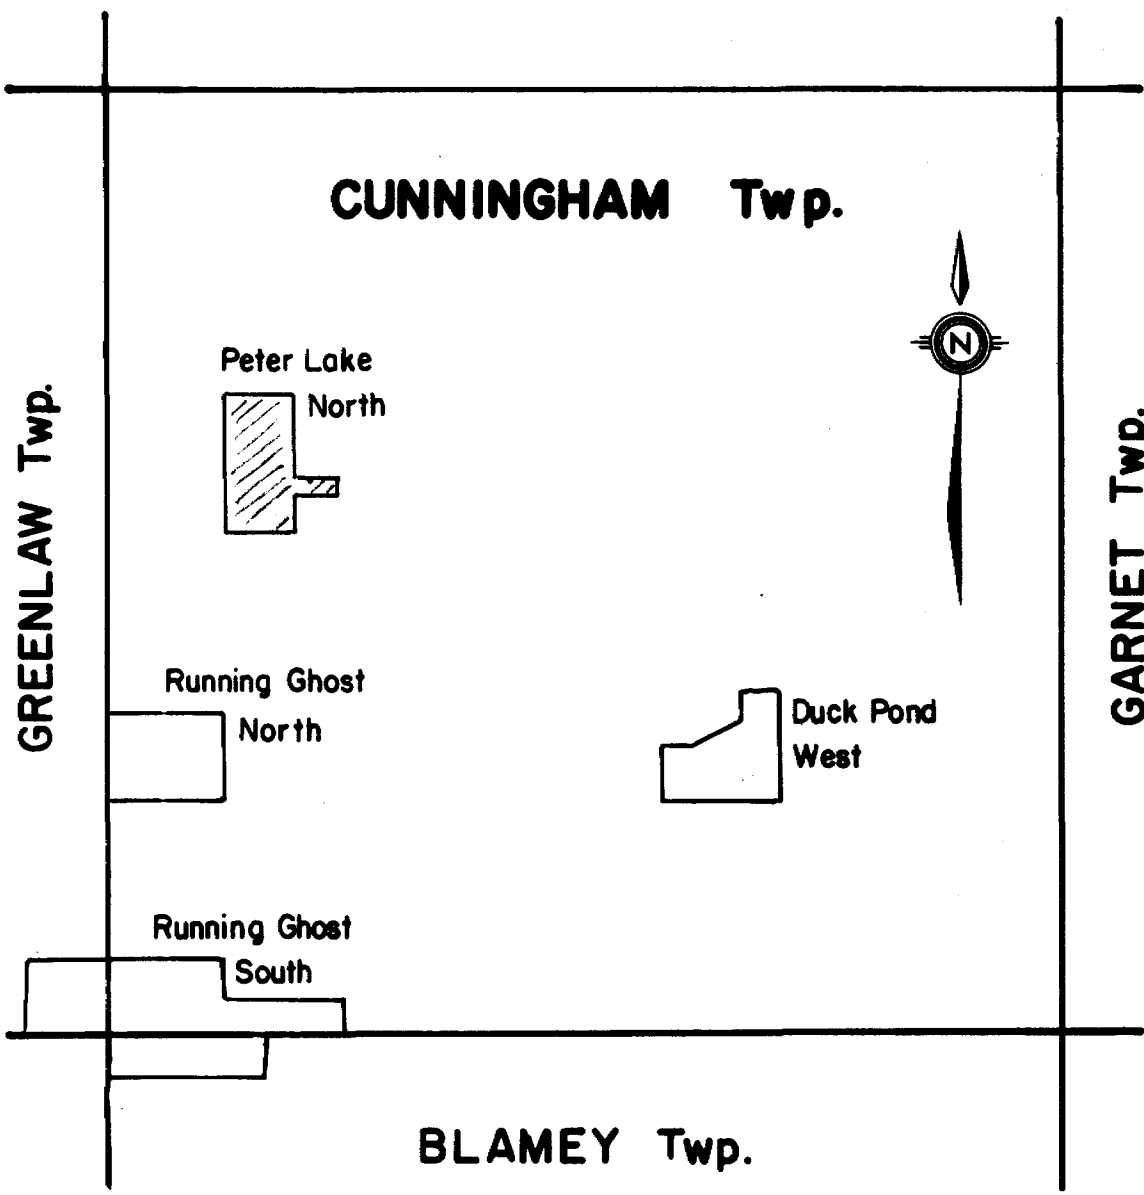 CUNNINGHAM Twp.
N
Peter Lake
North
GREENLAW Twp.
GARNET Twp.
Running Ghost
North
Duck Pond
West
Running Ghost
South
BLAMEY Twp.